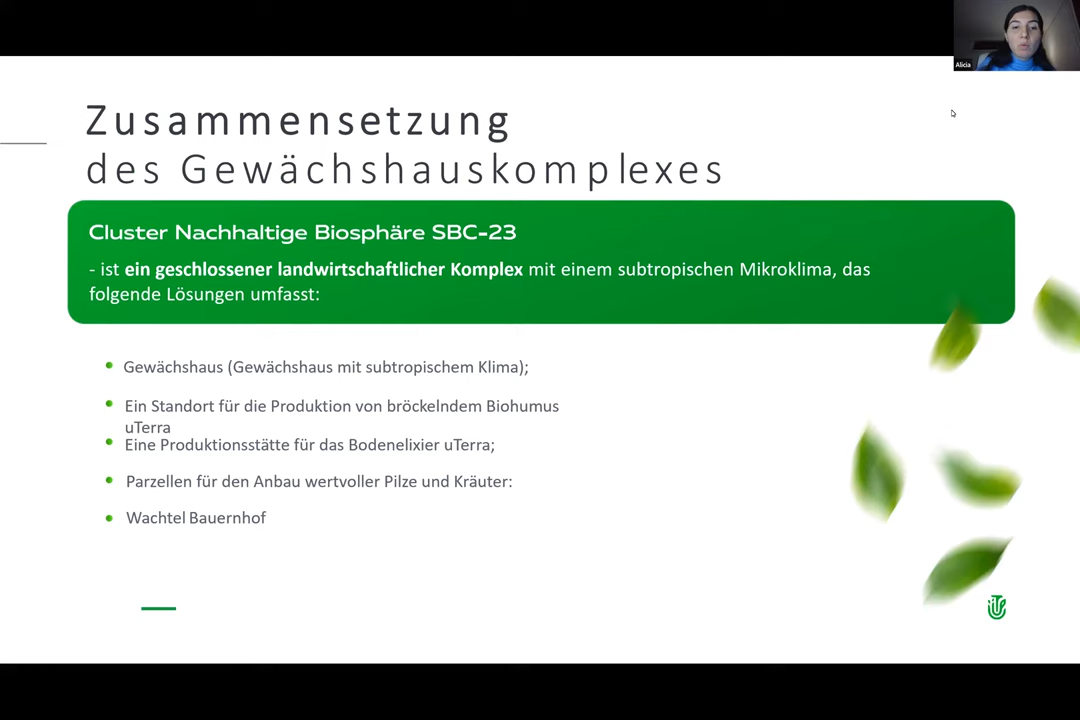 Alicia
Zusammensetzung
des Gewächshauskomplexes
Cluster Nachhaltige Biosphäre SBC-23
- ist ein geschlossener landwirtschaftlicher Komplex mit einem subtropischen Mikroklima, das
folgende Lösungen umfasst:
Gewächshaus (Gewächshaus mit subtropischem Klima);
Ein Standort für die Produktion von bröckelndem Biohumus
uTerra
Eine Produktionsstätte für das Bodenelixier uTerra;
Parzellen für den Anbau wertvoller Pilze und Kräuter:
Wachtel Bauernhof